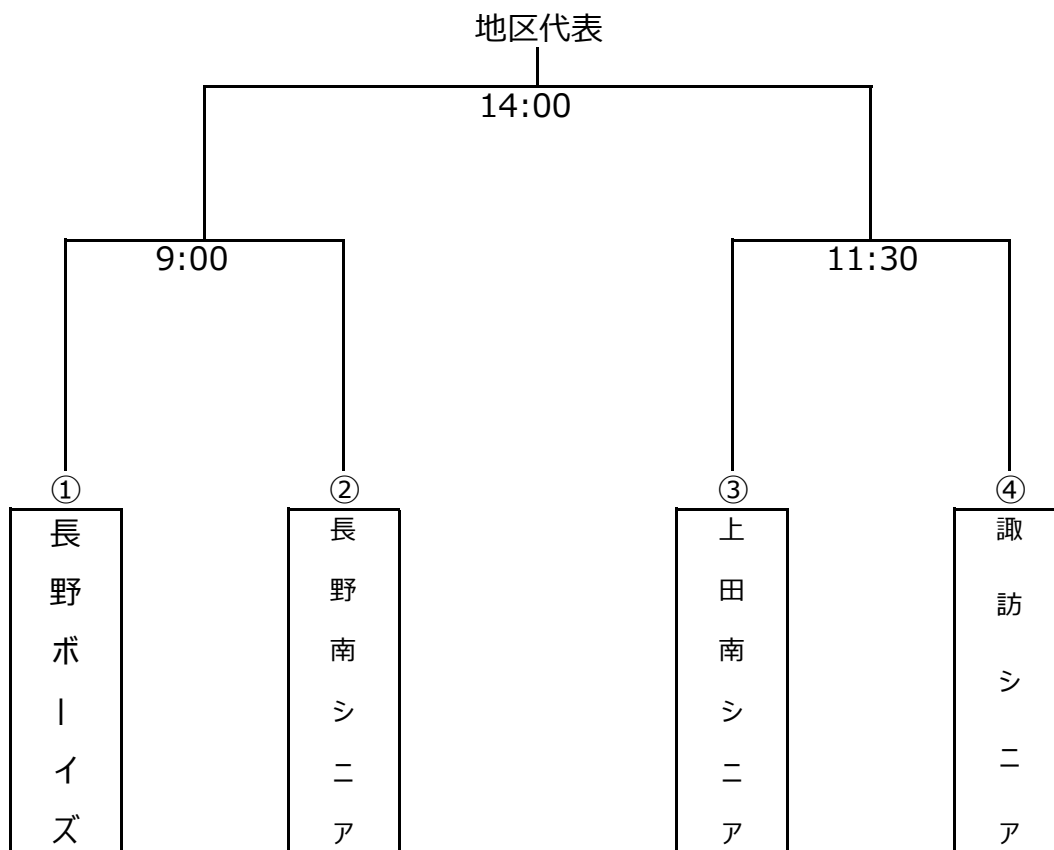 地区代表
14:00
9:00
11:30
①
②
③
④
長野ボーイズ
長野南シニア
上田南シニア
諏訪シニア